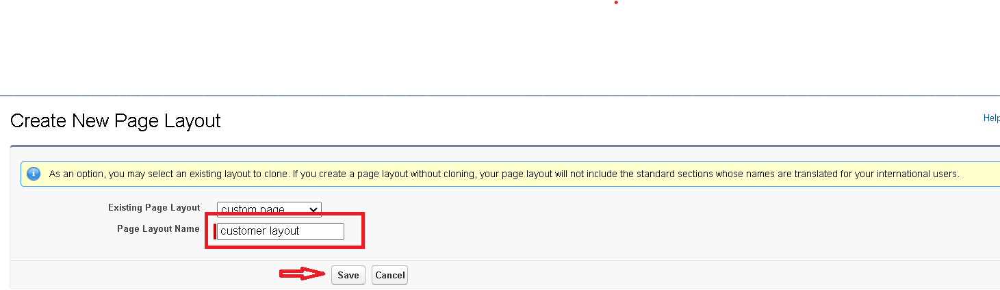 Create New Page Layout
Help
As an option, you may select an existing layout to clone. If you create a page layout without cloning, your page layout will not include the standard sections whose names are translated for your international users.
Existing Page Layout custom page
Page Layout Name customer layout
Save Cancel